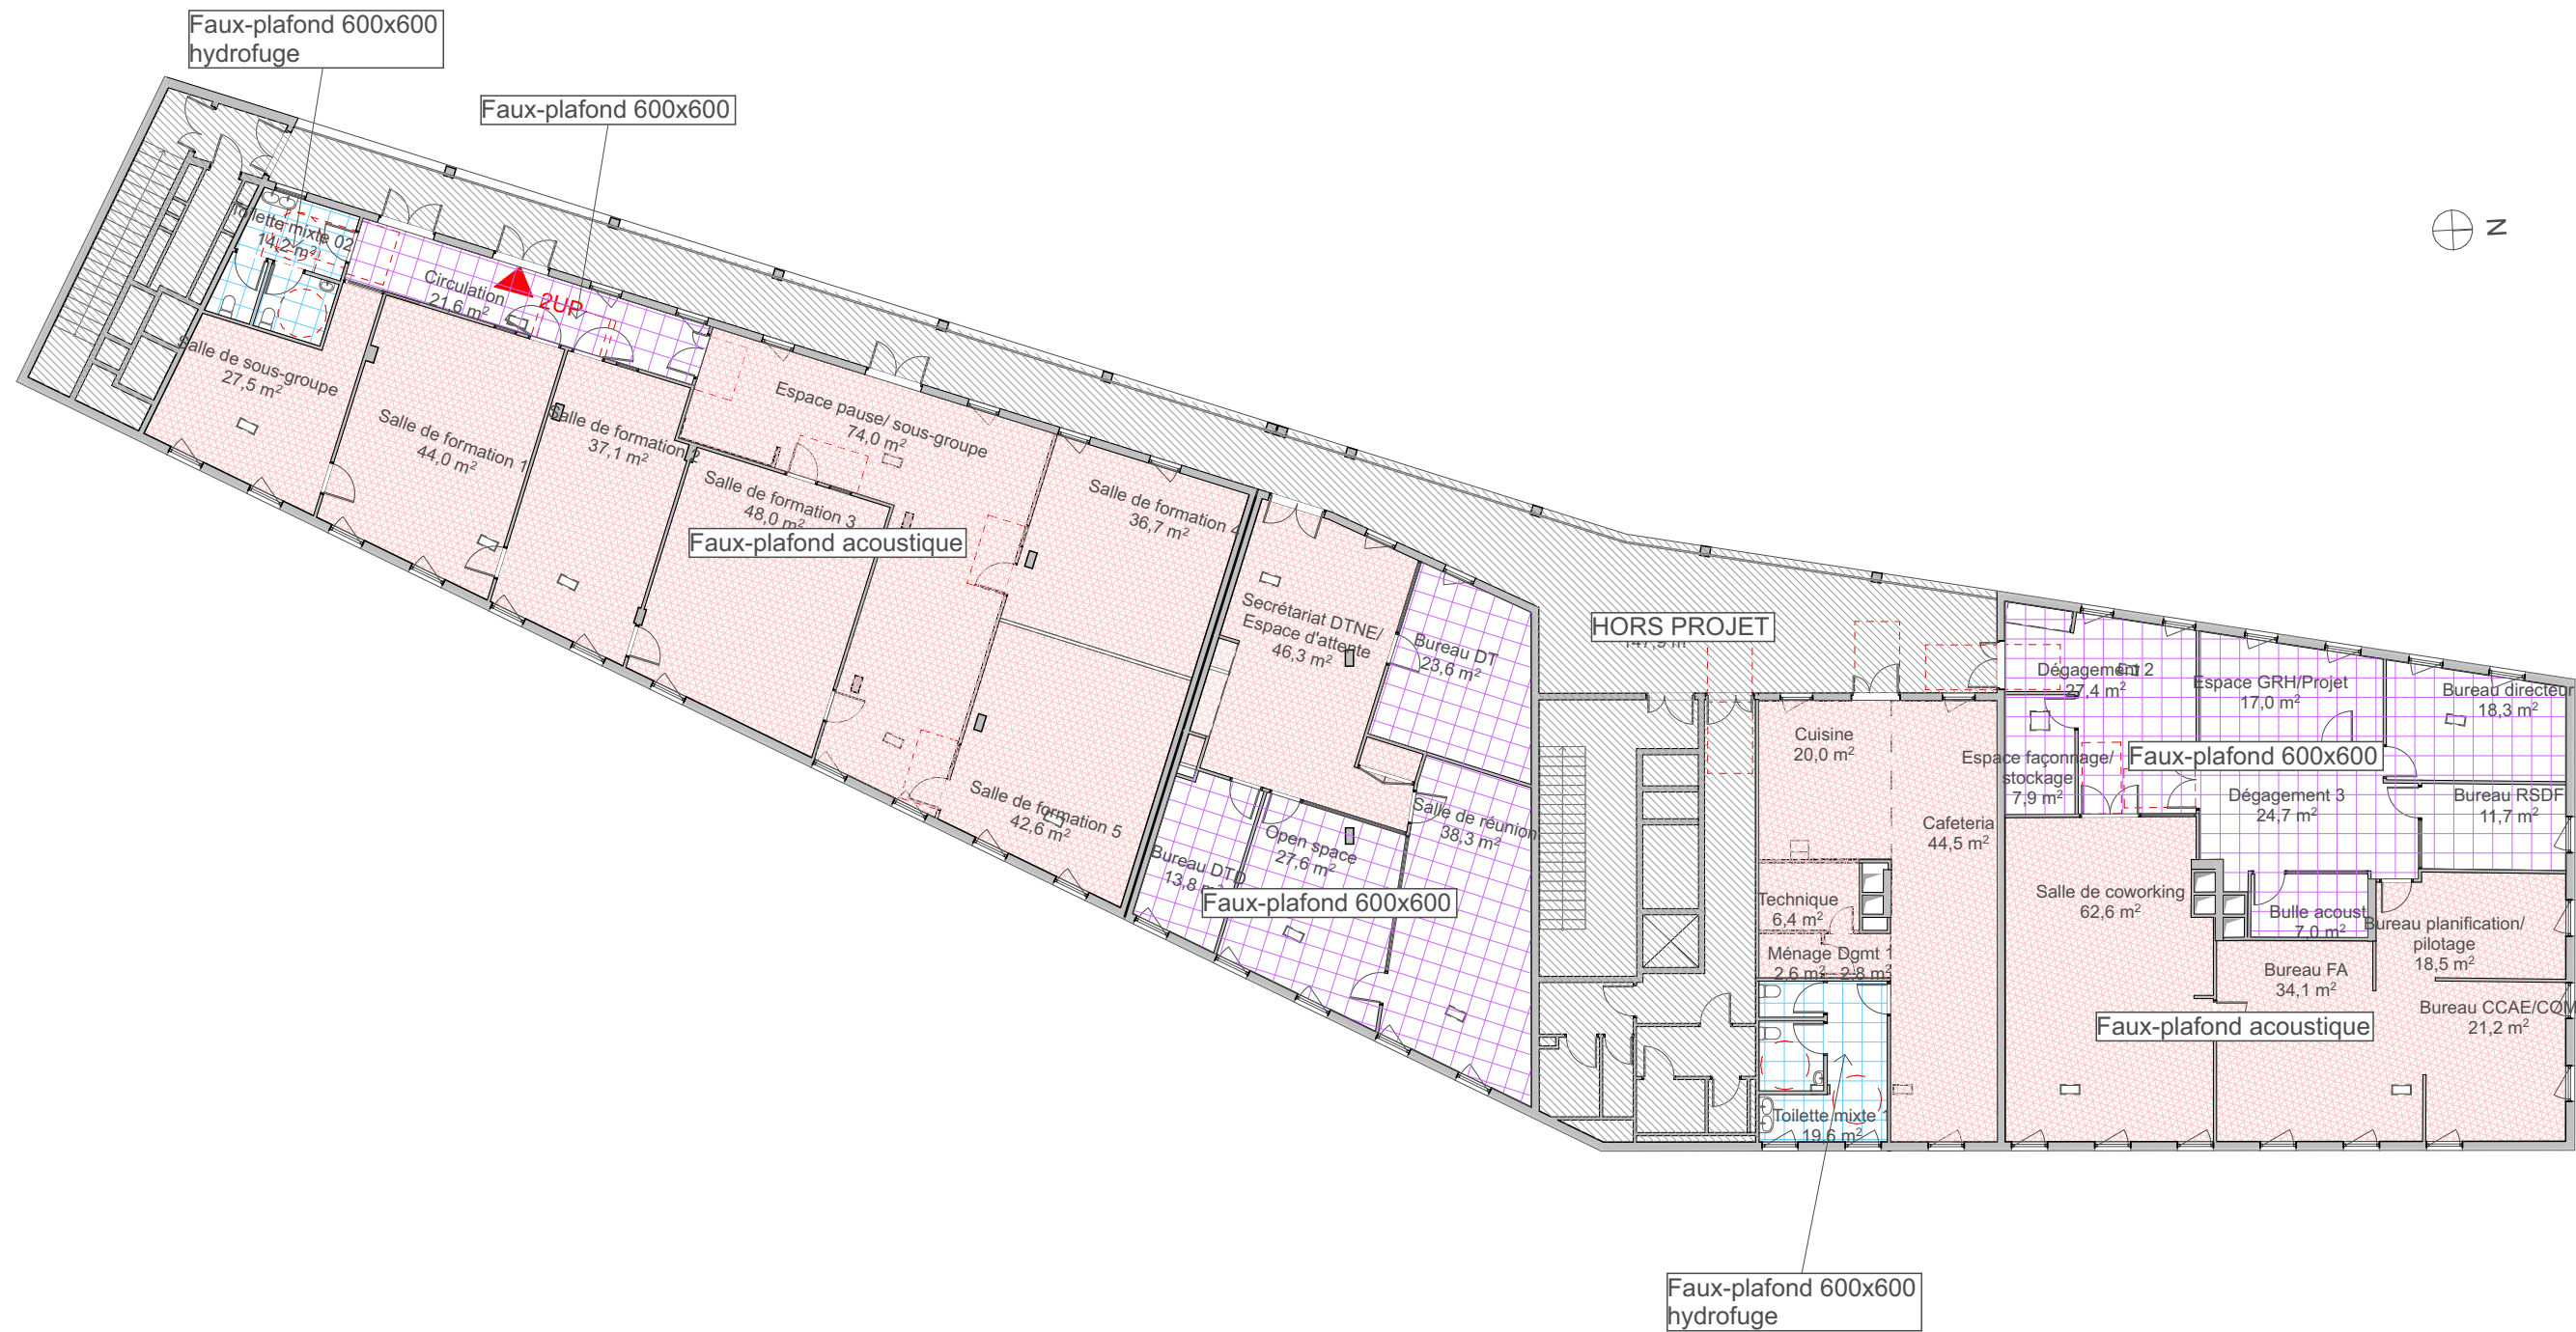 Faux-plafond 600x600
hydrofuge
Faux-plafond 600x600
N
Toilette mixte 02
14,2 m²
Circulation
21,6 m²
2UP
Salle de sous-groupe
27,5 m²
Salle de formation 1
44,0 m²
Salle de formation 2
37,1 m²
Espace pause/ sous-groupe
74,0 m²
Salle de formation 3
48,0 m²
Faux-plafond acoustique
Salle de formation 4
36,7 m²
Salle de formation 5
42,6 m²
Secrétariat DTNE/
Espace d'attente
46,3 m²
Bureau DT
23,6 m²
Salle de réunion
38,3 m²
Open space
27,6 m²
Bureau DTD
13,8 m²
Faux-plafond 600x600
HORS PROJET
147,9 m
Cuisine
20,0 m²
Cafeteria
44,5 m²
Technique
6,4 m²
Ménage
2,6 m²
Dgmt 1
2,8 m²
Toilette mixte
19,6 m²
Dégagement 2
27,4 m²
Espace GRH/Projet
17,0 m²
Bureau directeur
18,3 m²
Espace façonnage/
stockage
7,9 m²
Faux-plafond 600x600
Dégagement 3
24,7 m²
Bureau RSDF
11,7 m²
Salle de coworking
62,6 m²
Bulle acoust
7,0 m²
Bureau planification/
pilotage
18,5 m²
Bureau FA
34,1 m²
Bureau CCAE/COM
21,2 m²
Faux-plafond acoustique
Faux-plafond 600x600
hydrofuge